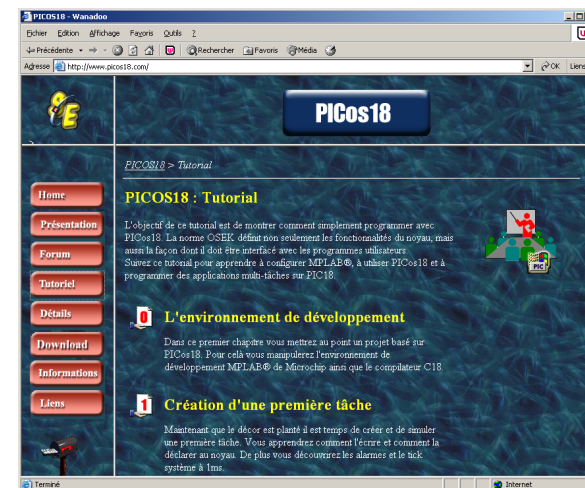 PICOS18 - Wanadoo
Fichier Edition Affichage Favoris Outils ?
Précédente Rechercher Favoris Média
Adresse http://www.picos18.com/ OK Liens
PICos18
PICOS18 > Tutorial
Home
Présentation
Forum
Tutoriel
Détails
Download
Informations
Liens
PICOS18 : Tutorial
L'objectif de ce tutorial est de montrer comment simplement programmer avec
PICos18. La norme OSEK définit non seulement les fonctionnalités du noyau, mais
aussi la façon dont il doit être interfacé avec les programmes utilisateurs.
Suivez ce tutorial pour apprendre à configurer MPLAB®, à utiliser PICos18 et à
programmer des applications multi-tâches sur PIC18.
PIC
0 L'environnement de développement
Dans ce premier chapitre vous mettrez au point un projet basé sur
PICos18. Pour celà vous manipulerez l'environnement de
développement MPLAB® de Microchip ainsi que le compilateur C18.
1 Création d'une première tâche
Maintenant que le décor est planté il est temps de créer et de simuler
une première tâche. Vous apprendrez comment l'écrire et comment la
déclarer au noyau. De plus vous découvrirez les alarmes et le tick
système à 1ms.
Terminé Internet